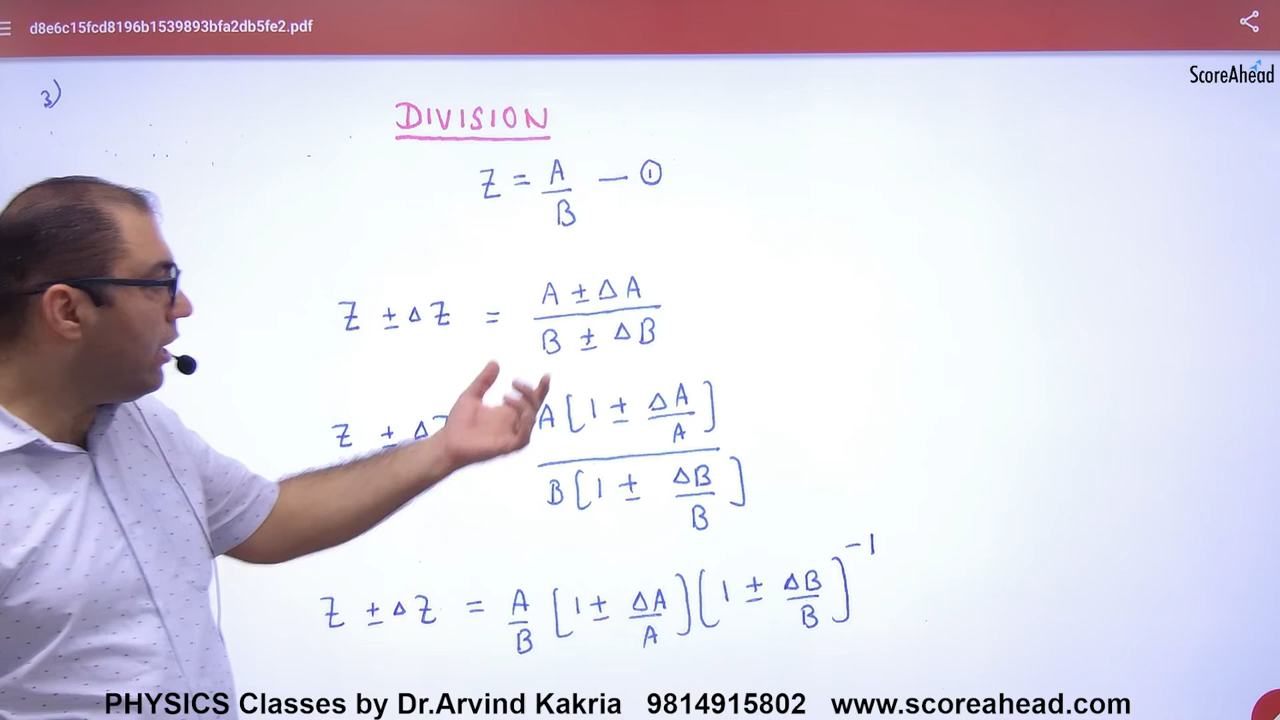 d8e6c15fcd8196b1539893bfa2db5fe2.pdf
ScoreAhead
3)
DIVISION
Z = A/B — ①
Z ± ΔZ = (A ± ΔA)/(B ± ΔB)
Z ± Δ A[1 ± ΔA/A]/B[1 ± ΔB/B]
Z ± ΔZ = A/B [1 ± ΔA/A)(1 ± ΔB/B]⁻¹
PHYSICS Classes by Dr.Arvind Kakria 9814915802 www.scoreahead.com